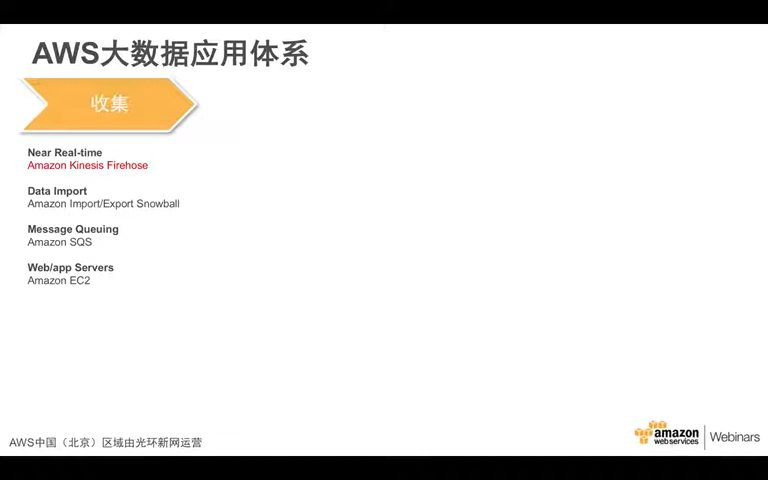 AWS大数据应用体系
收集
Near Real-time
Amazon Kinesis Firehose
Data Import
Amazon Import/Export Snowball
Message Queuing
Amazon SQS
Web/app Servers
Amazon EC2
AWS中国（北京）区域由光环新网运营
amazon
webservices
Webinars